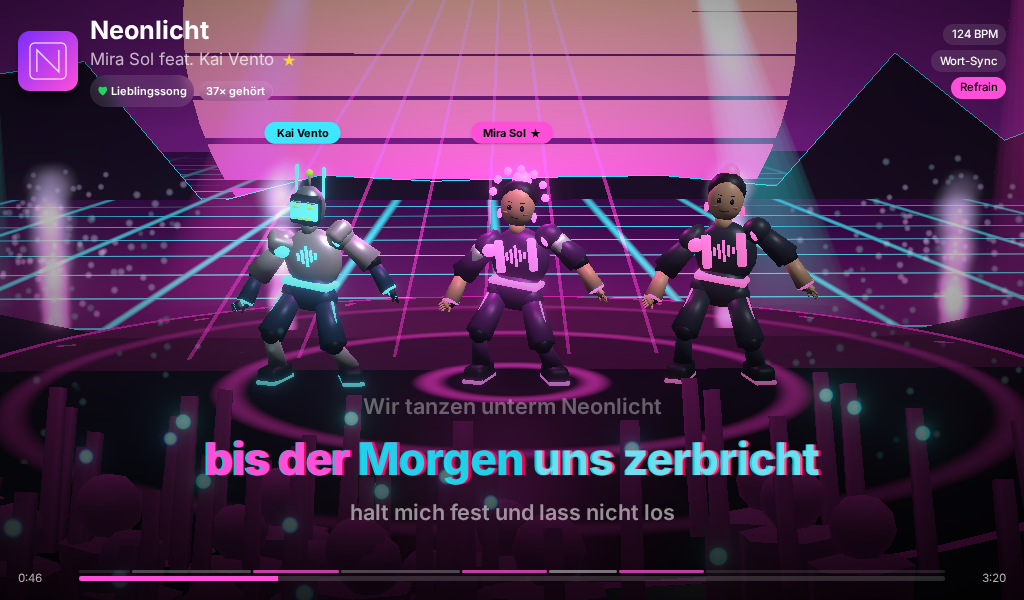 Neonlicht
Mira Sol feat. Kai Vento ★
Lieblingssong
37× gehört
124 BPM
Wort-Sync
Refrain
Kai Vento
Mira Sol ★
Wir tanzen unterm Neonlicht
bis der Morgen uns zerbricht
halt mich fest und lass nicht los
0:46
3:20